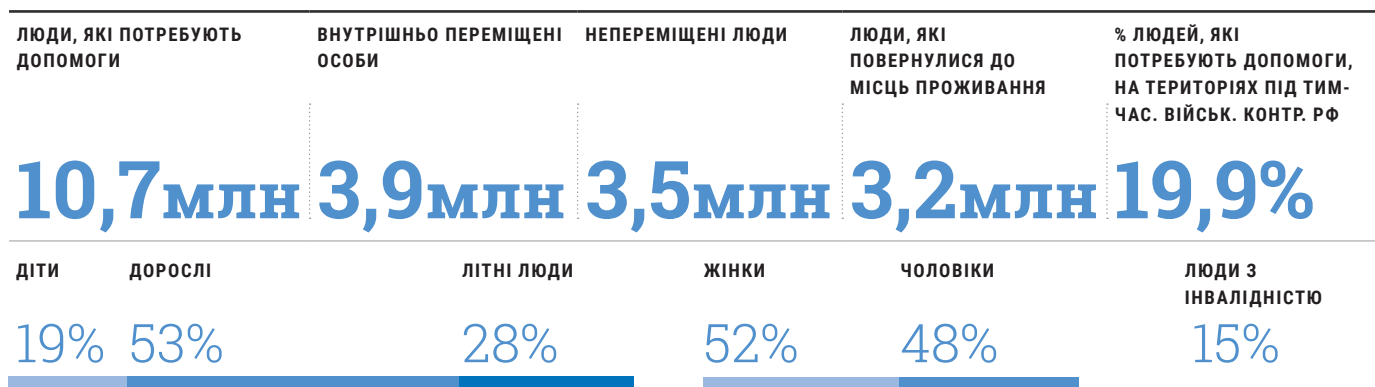 ЛЮДИ, ЯКІ ПОТРЕБУЮТЬ
ДОПОМОГИ
10,7млн
ВНУТРІШНЬО ПЕРЕМІЩЕНІ
ОСОБИ
3,9млн
НЕПЕРЕМІЩЕНІ ЛЮДИ
3,5млн
ЛЮДИ, ЯКІ
ПОВЕРНУЛИСЯ ДО
МІСЦЬ ПРОЖИВАННЯ
3,2млн
% ЛЮДЕЙ, ЯКІ
ПОТРЕБУЮТЬ ДОПОМОГИ,
НА ТЕРИТОРІЯХ ПІД ТИМ-
ЧАС. ВІЙСЬК. КОНТР. РФ
19,9%
ДІТИ
19%
ДОРОСЛІ
53%
ЛІТНІ ЛЮДИ
28%
ЖІНКИ
52%
ЧОЛОВІКИ
48%
ЛЮДИ З
ІНВАЛІДНІСТЮ
15%